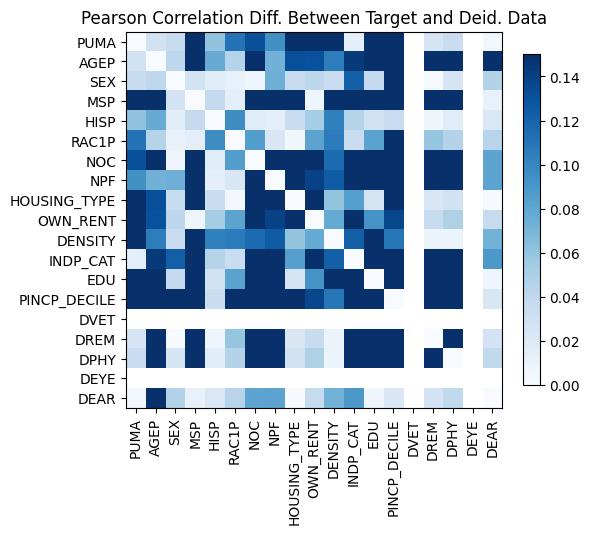 Pearson Correlation Diff. Between Target and Deid. Data
PUMA
AGEP
SEX
MSP
HISP
RAC1P
NOC
NPF
HOUSING_TYPE
OWN_RENT
DENSITY
INDP_CAT
EDU
PINCP_DECILE
DVET
DREM
DPHY
DEYE
DEAR
PUMA
AGEP
SEX
MSP
HISP
RAC1P
NOC
NPF
HOUSING_TYPE
OWN_RENT
DENSITY
INDP_CAT
EDU
PINCP_DECILE
DVET
DREM
DPHY
DEYE
DEAR
0.14
0.12
0.10
0.08
0.06
0.04
0.02
0.00